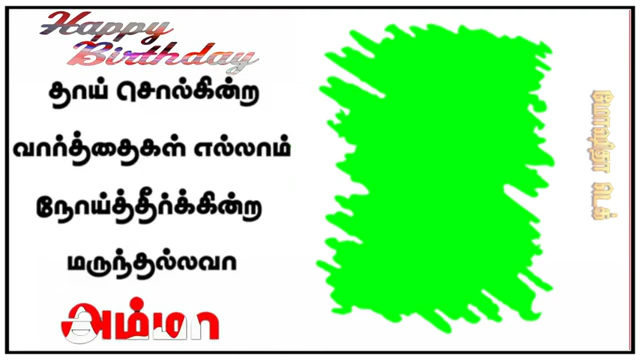 Happy
Birthday
தாய் சொல்கின்ற
வார்த்தைகள் எல்லாம்
நோய்த்தீர்க்கின்ற
மருந்தல்லவா
அம்மா